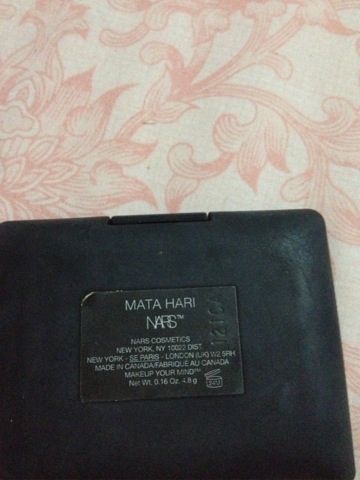 MATA HARI
NARS™
NARS COSMETICS
NEW YORK, NY 10022 DIST.
NEW YORK - SE PARIS - LONDON (UK) W2 5RH
MADE IN CANADA/FABRIQUÉ AU CANADA
MAKEUP YOUR MIND™
Net Wt. 0.16 Oz. 4.8 g